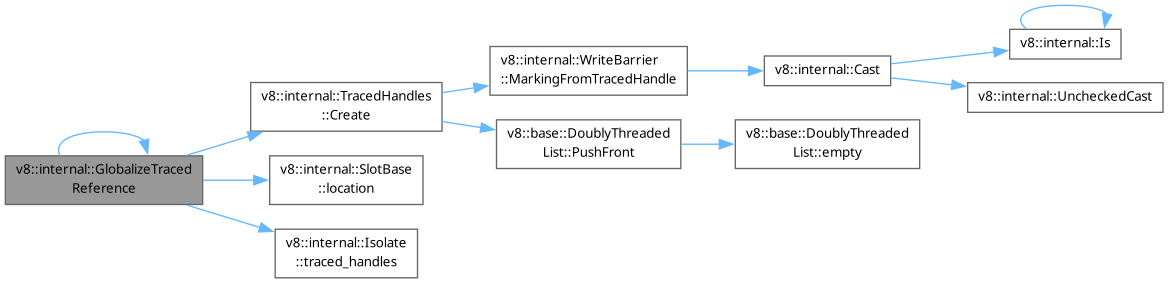 v8::internal::GlobalizeTraced
Reference
v8::internal::TracedHandles
::Create
v8::internal::SlotBase
::location
v8::internal::Isolate
::traced_handles
v8::internal::WriteBarrier
::MarkingFromTracedHandle
v8::base::DoublyThreaded
List::PushFront
v8::internal::Cast
v8::base::DoublyThreaded
List::empty
v8::internal::Is
v8::internal::UncheckedCast